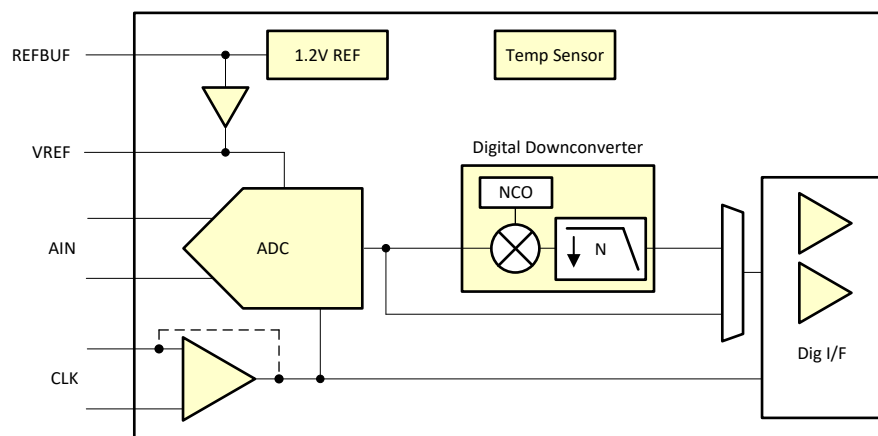 REFBUF
1.2V REF
Temp Sensor
VREF
Digital Downconverter
NCO
AIN
ADC
N
Dig I/F
CLK